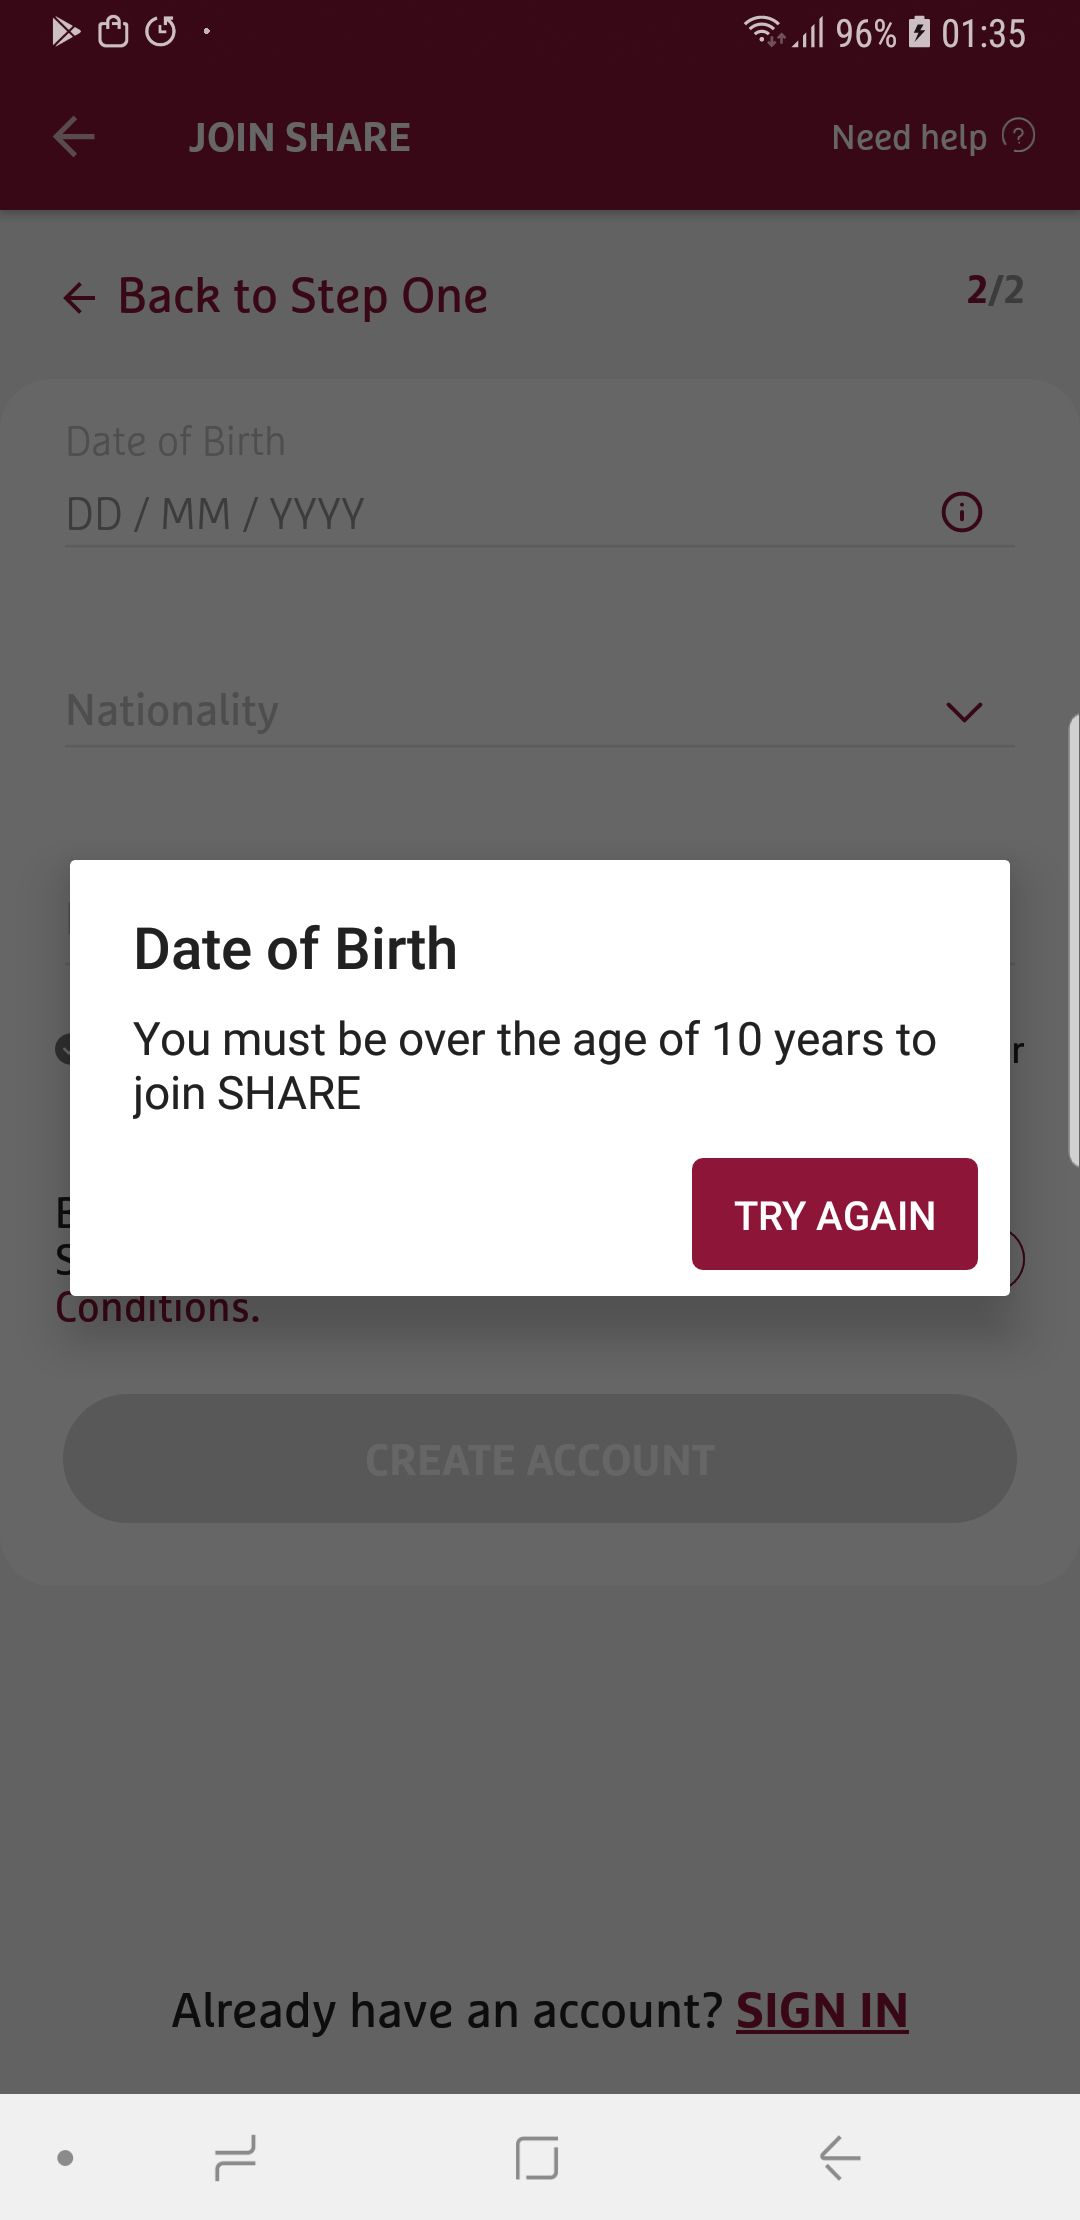 96% 01:35
JOIN SHARE
Need help ?
Back to Step One
2/2
Date of Birth
DD / MM / YYYY
Nationality
Date of Birth
You must be over the age of 10 years to
join SHARE
TRY AGAIN
Conditions.
CREATE ACCOUNT
Already have an account? SIGN IN